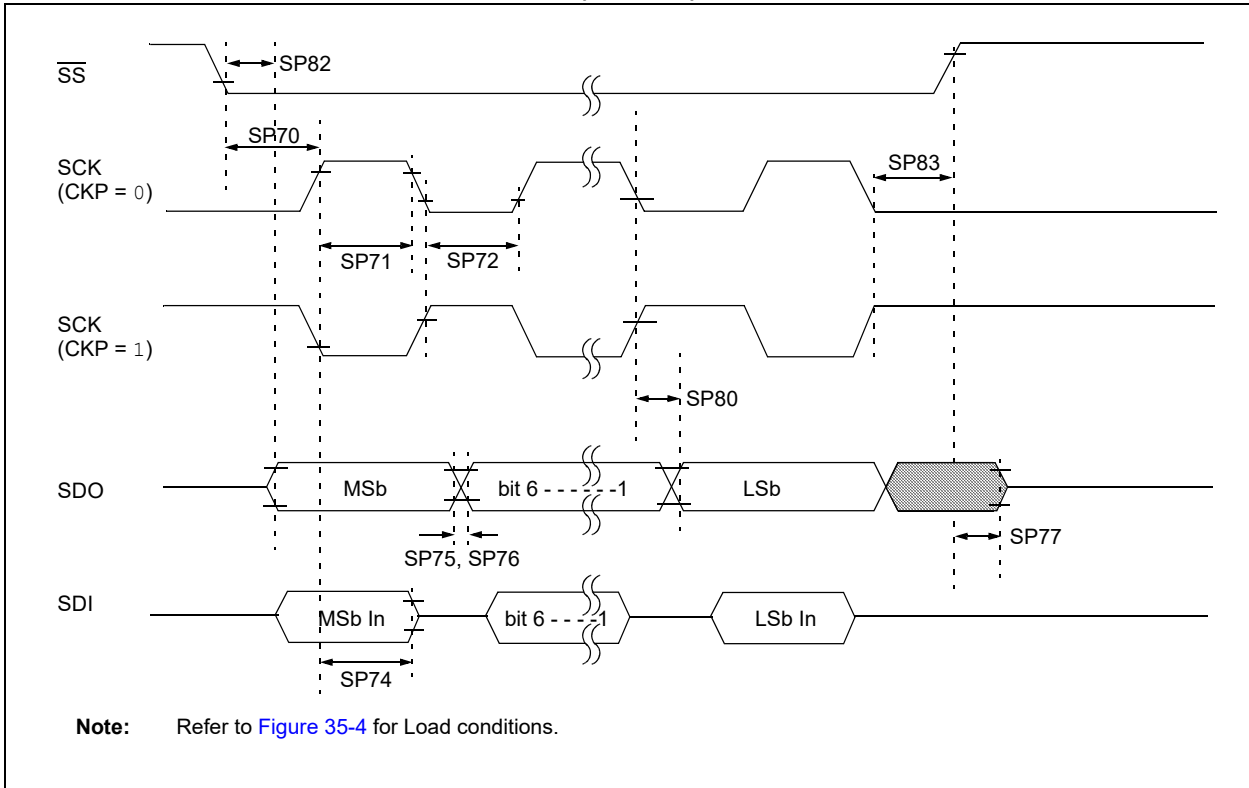 SS
SP82
SP70
SCK
(CKP = 0)
SP83
SP71
SP72
SCK
(CKP = 1)
SP80
SDO
MSb
bit 6 - - - - - -1
LSb
SP75, SP76
SP77
SDI
MSb In
bit 6 - - - -1
LSb In
SP74
Note: Refer to Figure 35-4 for Load conditions.